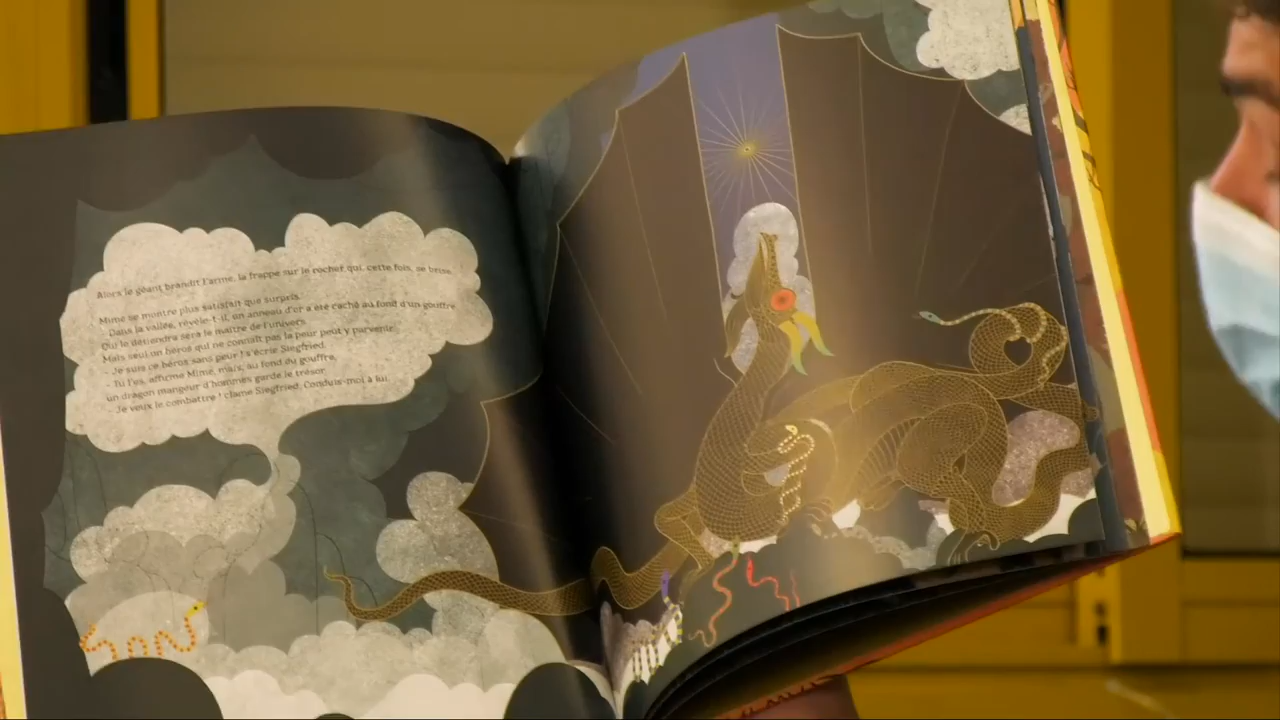 Alors le géant brandit l'arme, la frappe sur le rocher qui, cette fois, se brise.
Mime se montre plus satisfait que surpris.
- Dans la vallée, révèle-t-il, un anneau d'or a été caché au fond d'un gouffre.
Qui le détiendra sera le maître de l'univers.
Mais seul un héros qui ne connaît pas la peur peut y parvenir.
- Je suis ce héros sans peur ! s'écrie Siegfried.
- Tu l'es, affirme Mime, mais, au fond du gouffre,
un dragon mangeur d'hommes garde le trésor.
- Je veux le combattre ! clame Siegfried. Conduis-moi à lui.